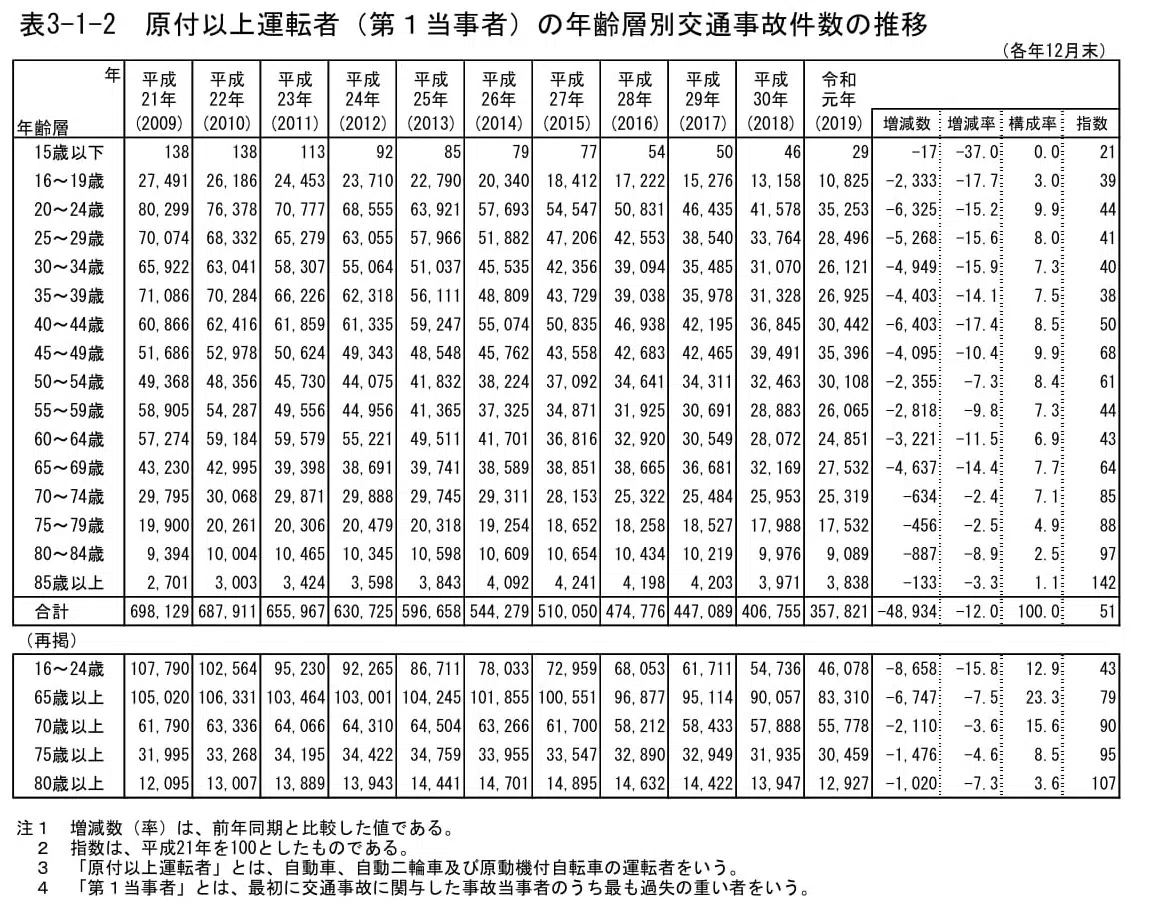 表3-1-2　原付以上運転者（第１当事者）の年齢層別交通事故件数の推移
（各年12月末）
年齢層 年 平成21年(2009) 平成22年(2010) 平成23年(2011) 平成24年(2012) 平成25年(2013) 平成26年(2014) 平成27年(2015) 平成28年(2016) 平成29年(2017) 平成30年(2018) 令和元年(2019) 増減数 増減率 構成率 指数
15歳以下 138 138 113 92 85 79 77 54 50 46 29 -17 -37.0 0.0 21
16～19歳 27,491 26,186 24,453 23,710 22,790 20,340 18,412 17,222 15,276 13,158 10,825 -2,333 -17.7 3.0 39
20～24歳 80,299 76,378 70,777 68,555 63,921 57,693 54,547 50,831 46,435 41,578 35,253 -6,325 -15.2 9.9 44
25～29歳 70,074 68,332 65,279 63,055 57,966 51,882 47,206 42,553 38,540 33,764 28,496 -5,268 -15.6 8.0 41
30～34歳 65,922 63,041 58,307 55,064 51,037 45,535 42,356 39,094 35,485 31,070 26,121 -4,949 -15.9 7.3 40
35～39歳 71,086 70,284 66,226 62,318 56,111 48,809 43,729 39,038 35,978 31,328 26,925 -4,403 -14.1 7.5 38
40～44歳 60,866 62,416 61,859 61,335 59,247 55,074 50,835 46,938 42,195 36,845 30,442 -6,403 -17.4 8.5 50
45～49歳 51,686 52,978 50,624 49,343 48,548 45,762 43,558 42,683 42,465 39,491 35,396 -4,095 -10.4 9.9 68
50～54歳 49,368 48,356 45,730 44,075 41,832 38,224 37,092 34,641 34,311 32,463 30,108 -2,355 -7.3 8.4 61
55～59歳 58,905 54,287 49,556 44,956 41,365 37,325 34,871 31,925 30,691 28,883 26,065 -2,818 -9.8 7.3 44
60～64歳 57,274 59,184 59,579 55,221 49,511 41,701 36,816 32,920 30,549 28,072 24,851 -3,221 -11.5 6.9 43
65～69歳 43,230 42,995 39,398 38,691 39,741 38,589 38,851 38,665 36,681 32,169 27,532 -4,637 -14.4 7.7 64
70～74歳 29,795 30,068 29,871 29,888 29,745 29,311 28,153 25,322 25,484 25,953 25,319 -634 -2.4 7.1 85
75～79歳 19,900 20,261 20,306 20,479 20,318 19,254 18,652 18,258 18,527 17,988 17,532 -456 -2.5 4.9 88
80～84歳 9,394 10,004 10,465 10,345 10,598 10,609 10,654 10,434 10,219 9,976 9,089 -887 -8.9 2.5 97
85歳以上 2,701 3,003 3,424 3,598 3,843 4,092 4,241 4,198 4,203 3,971 3,838 -133 -3.3 1.1 142
合計 698,129 687,911 655,967 630,725 596,658 544,279 510,050 474,776 447,089 406,755 357,821 -48,934 -12.0 100.0 51
（再掲）
16～24歳 107,790 102,564 95,230 92,265 86,711 78,033 72,959 68,053 61,711 54,736 46,078 -8,658 -15.8 12.9 43
65歳以上 105,020 106,331 103,464 103,001 104,245 101,855 100,551 96,877 95,114 90,057 83,310 -6,747 -7.5 23.3 79
70歳以上 61,790 63,336 64,066 64,310 64,504 63,266 61,700 58,212 58,433 57,888 55,778 -2,110 -3.6 15.6 90
75歳以上 31,995 33,268 34,195 34,422 34,759 33,955 33,547 32,890 32,949 31,935 30,459 -1,476 -4.6 8.5 95
80歳以上 12,095 13,007 13,889 13,943 14,441 14,701 14,895 14,632 14,422 13,947 12,927 -1,020 -7.3 3.6 107
注１　増減数（率）は、前年同期と比較した値である。
２　指数は、平成21年を100としたものである。
３　「原付以上運転者」とは、自動車、自動二輪車及び原動機付自転車の運転者をいう。
４　「第１当事者」とは、最初に交通事故に関与した事故当事者のうち最も過失の重い者をいう。